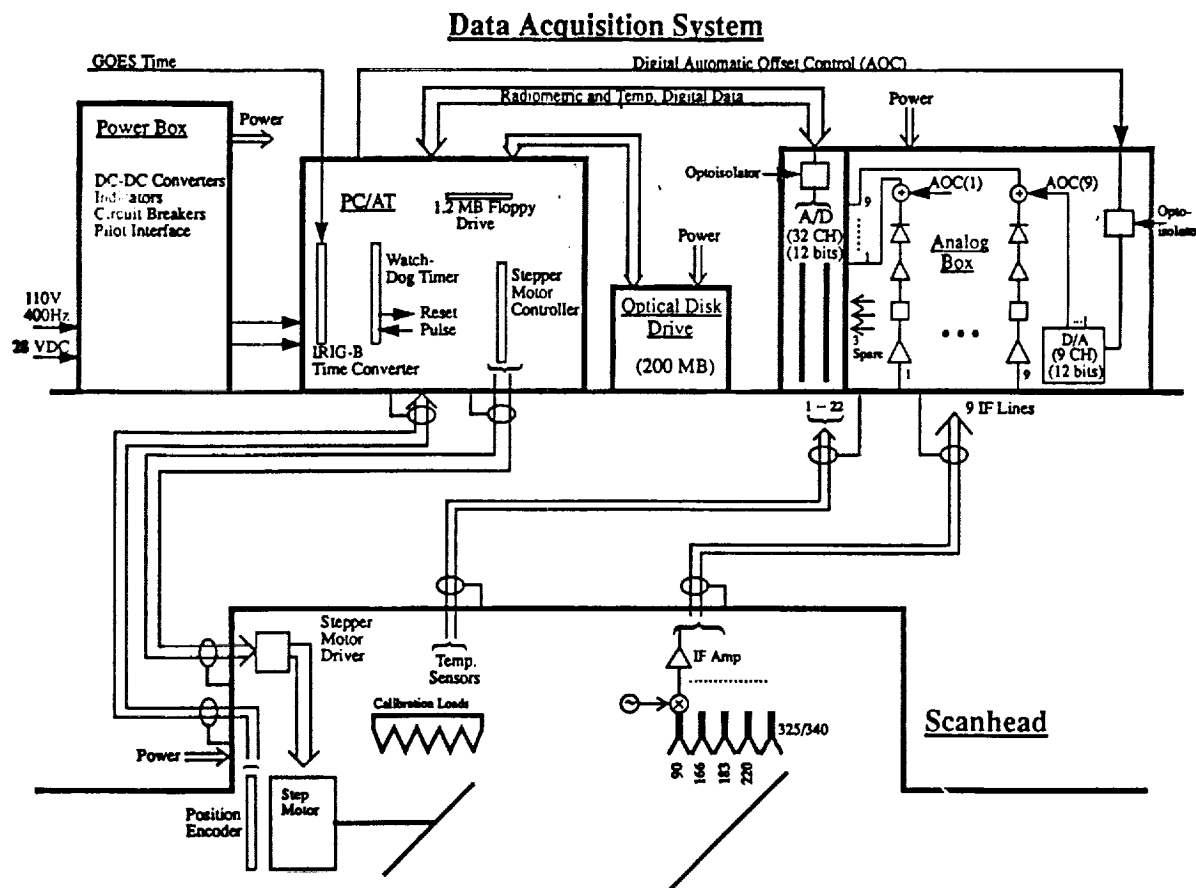 Data Acquisition System
GOES Time
Digital Automatic Offset Control (AOC)
Radiometric and Temp. Digital Data
Power
Power
Power Box
DC-DC Converters
Indicators
Circuit Breakers
Pilot Interface
110V
400Hz
28 VDC
PC/AT
1.2 MB Floppy
Drive
Watch-
Dog Timer
Reset
Pulse
Stepper
Motor
Controller
IRIG-B
Time Converter
Power
Optical Disk
Drive
(200 MB)
Optoisolator
A/D
(32 CH)
(12 bits)
9
1
3
Spare
AOC(1)
AOC(9)
Analog
Box
Opto-
isolator
...1
D/A
(9 CH)
(12 bits)
1
9
1 -- 22
9 IF Lines
Stepper
Motor
Driver
Temp.
Sensors
IF Amp
Calibration Loads
325/340
90
166
183
220
Scanhead
Power
Position
Encoder
Step
Motor